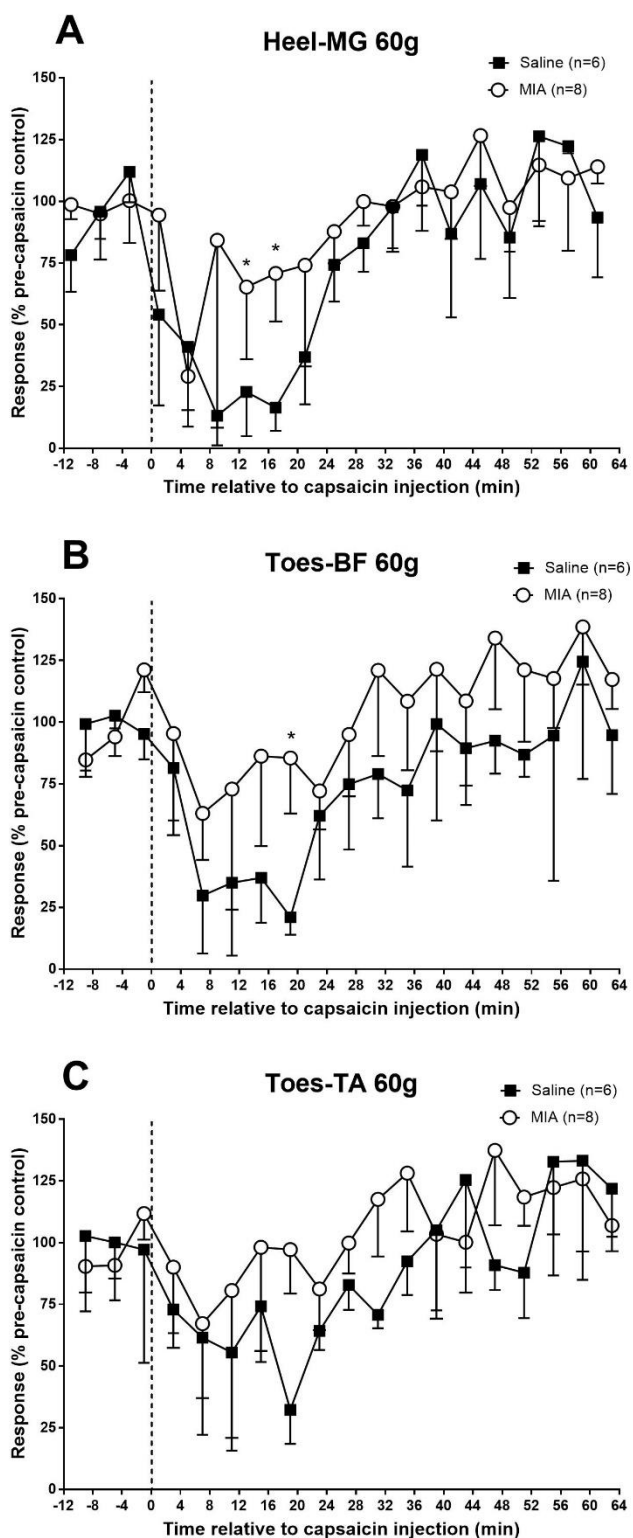 A
Heel-MG 60g
Saline (n=6)
MIA (n=8)
Response (% pre-capsaicin control)
150
125
100
75
50
25
0
* *
-12 -8 -4 0 4 8 12 16 20 24 28 32 36 40 44 48 52 56 60 64
Time relative to capsaicin injection (min)
B
Toes-BF 60g
Saline (n=6)
MIA (n=8)
Response (% pre-capsaicin control)
150
125
100
75
50
25
0
*
-12 -8 -4 0 4 8 12 16 20 24 28 32 36 40 44 48 52 56 60 64
Time relative to capsaicin injection (min)
C
Toes-TA 60g
Saline (n=6)
MIA (n=8)
Response (% pre-capsaicin control)
150
125
100
75
50
25
0
-12 -8 -4 0 4 8 12 16 20 24 28 32 36 40 44 48 52 56 60 64
Time relative to capsaicin injection (min)